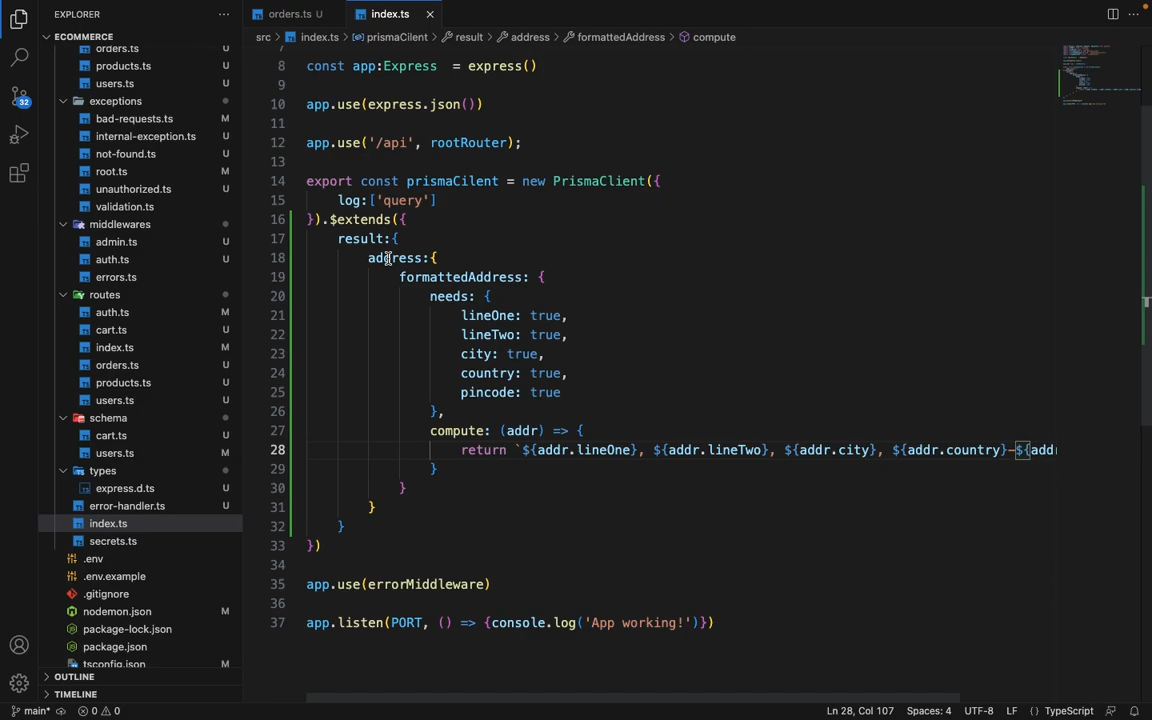 EXPLORER
ECOMMERCE
orders.ts U
products.ts U
users.ts U
exceptions
bad-requests.ts M
internal-exception.ts U
not-found.ts U
root.ts M
unauthorized.ts U
validation.ts U
middlewares
admin.ts U
auth.ts U
errors.ts
routes
auth.ts M
cart.ts U
index.ts M
orders.ts U
products.ts U
users.ts U
schema
cart.ts U
users.ts U
types
express.d.ts U
error-handler.ts U
index.ts
secrets.ts U
.env
.env.example
.gitignore
nodemon.json M
package-lock.json
package.json
tsconfig.json M
OUTLINE
TIMELINE
32
orders.ts U
index.ts
src > index.ts > prismaCilent > result > address > formattedAddress > compute
7
8 const app:Express = express()
9
10 app.use(express.json())
11
12 app.use('/api', rootRouter);
13
14 export const prismaCilent = new PrismaClient({
15 log:['query']
16 }).$extends({
17 result:{
18 address:{
19 formattedAddress: {
20 needs: {
21 lineOne: true,
22 lineTwo: true,
23 city: true,
24 country: true,
25 pincode: true
26 },
27 compute: (addr) => {
28 return `${addr.lineOne}, ${addr.lineTwo}, ${addr.city}, ${addr.country}-${addr
29 }
30 }
31 }
32 }
33 })
34
35 app.use(errorMiddleware)
36
37 app.listen(PORT, () => {console.log('App working!')})
main* 0 0 Ln 28, Col 107 Spaces: 4 UTF-8 LF {} TypeScript